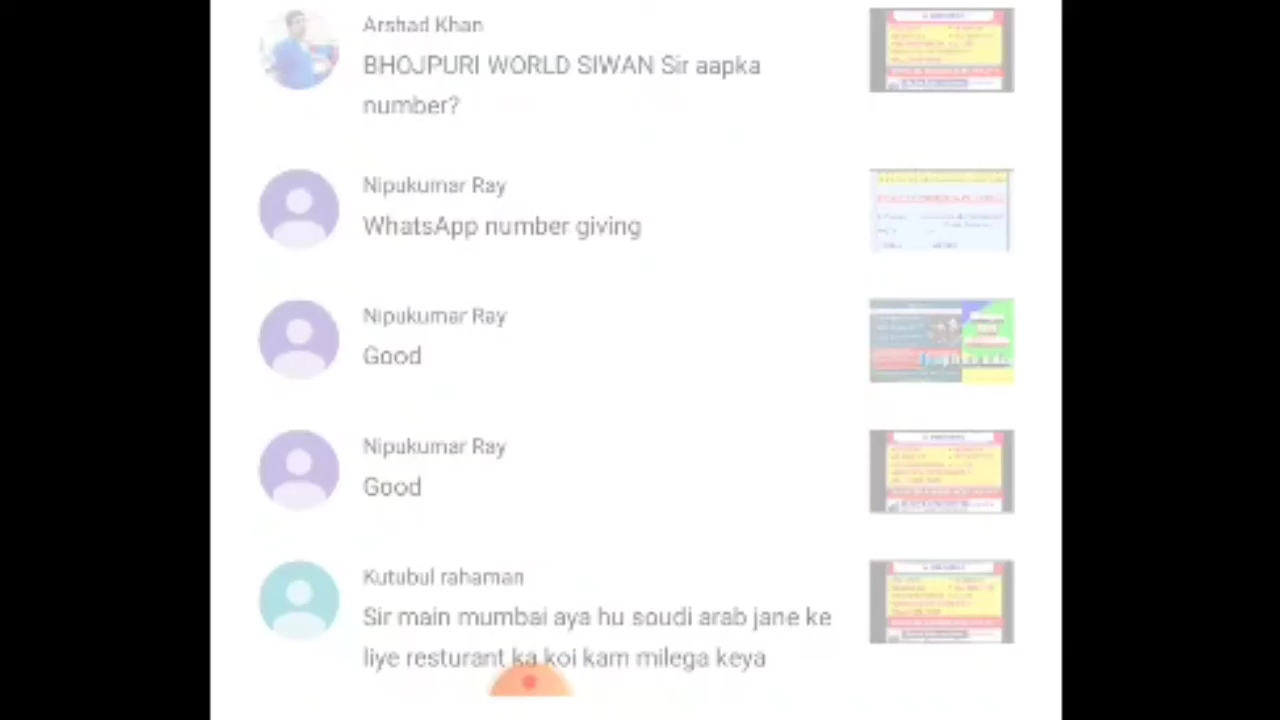 Arshad Khan
BHOJPURI WORLD SIWAN Sir aapka
number?
Nipukumar Ray
WhatsApp number giving
Nipukumar Ray
Good
Nipukumar Ray
Good
Kutubul rahaman
Sir main mumbai aya hu soudi arab jane ke
liye resturant ka koi kam milega keya